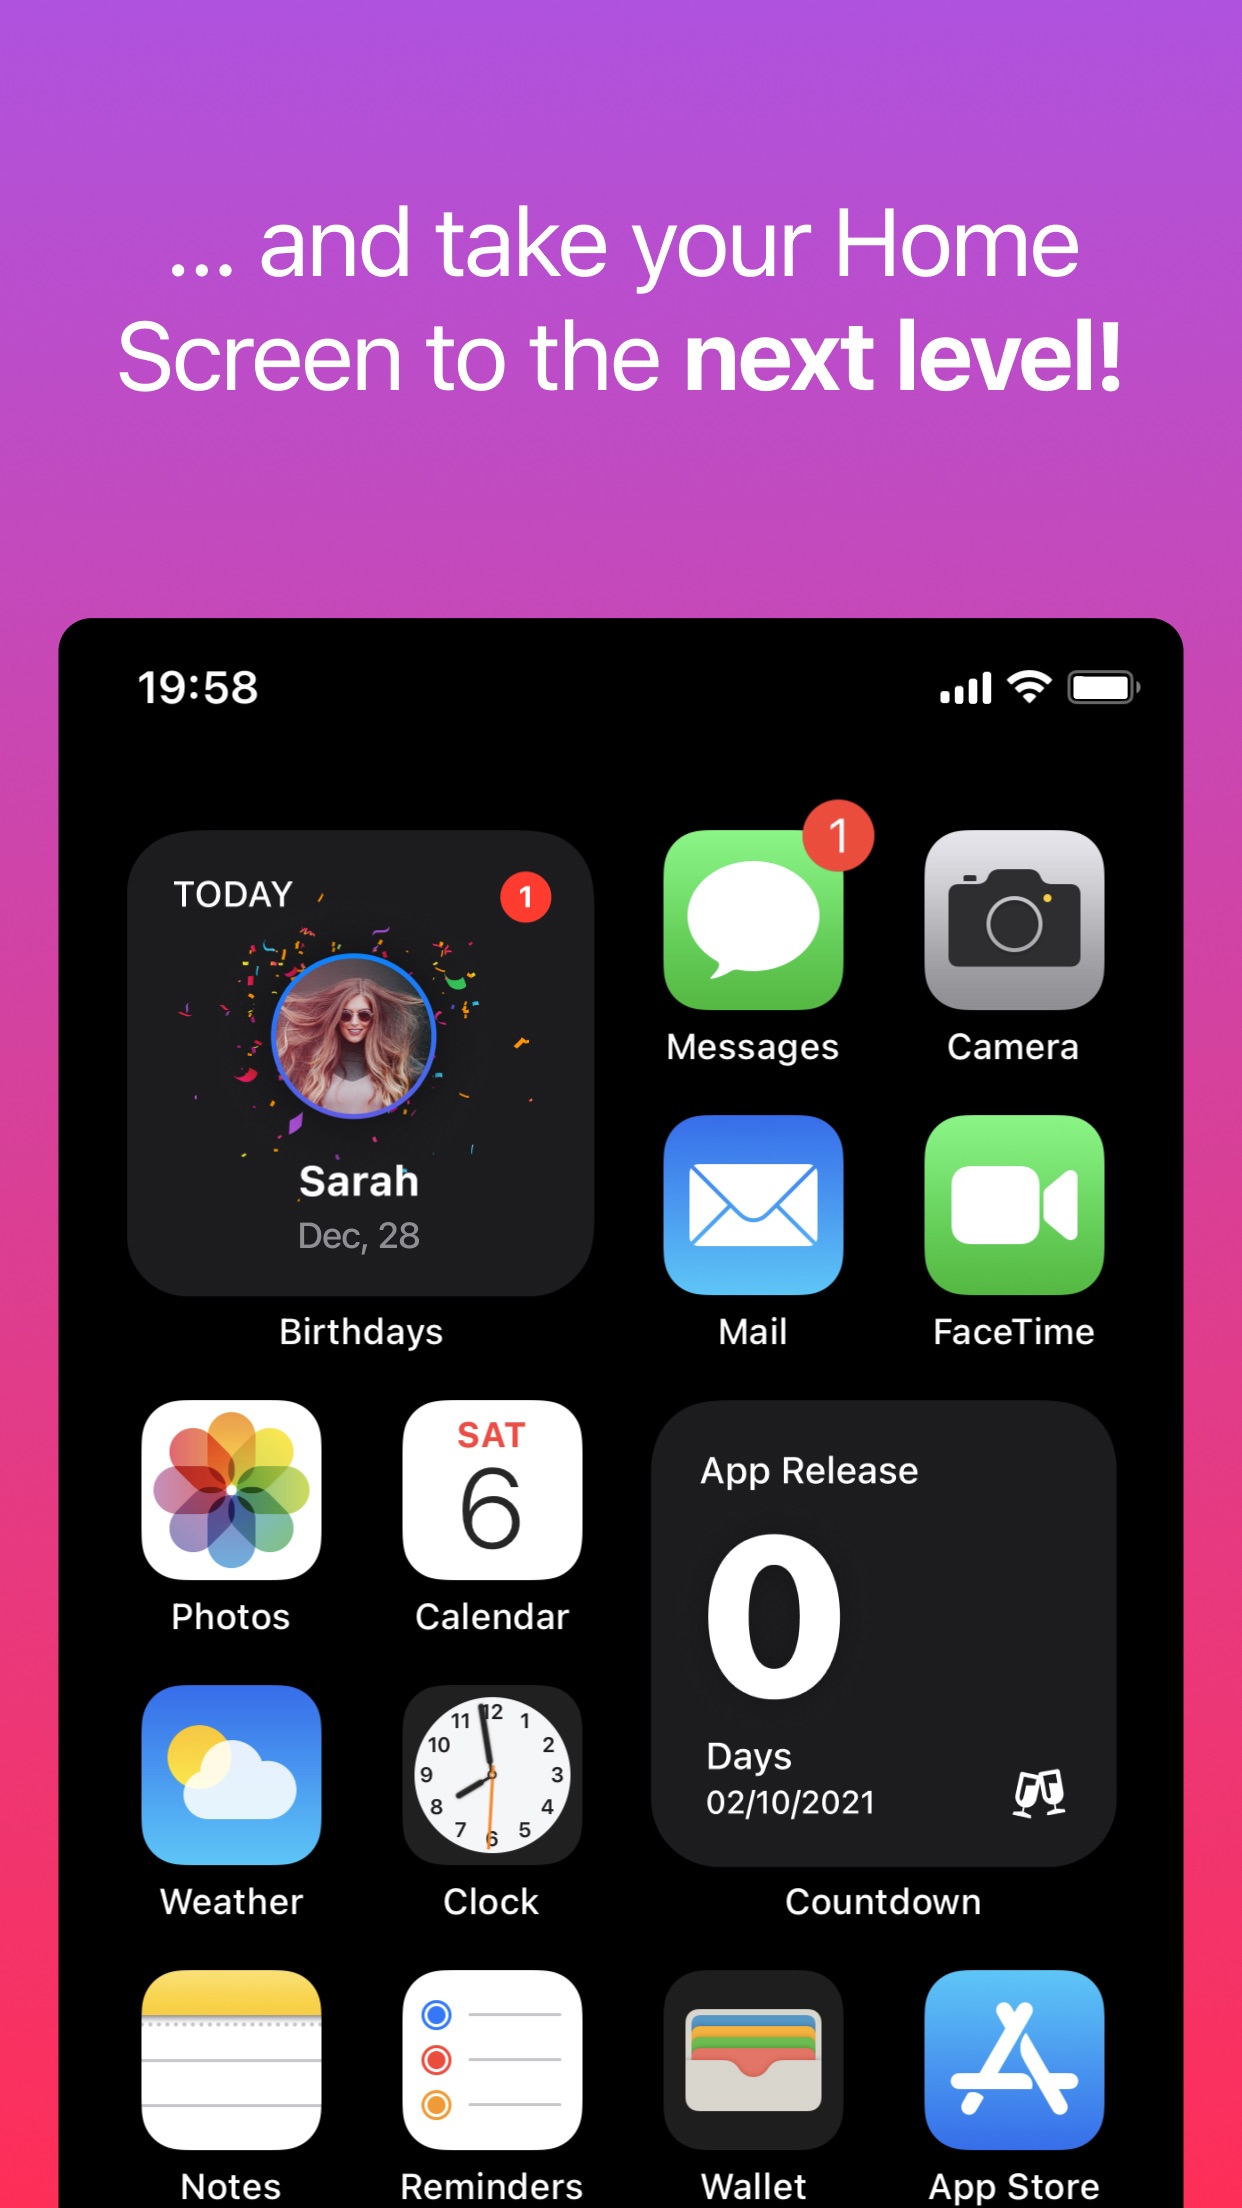 ... and take your Home
Screen to the next level!
19:58
TODAY
1
Sarah
Dec, 28
Birthdays
1
Messages
Camera
Mail
FaceTime
Photos
SAT
6
Calendar
App Release
0
Days
02/10/2021
Countdown
Weather
12
1
2
3
4
5
6
7
8
9
10
11
Clock
Notes
Reminders
Wallet
App Store